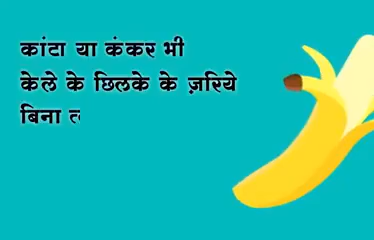 कांटा या कंकर भी
केले के छिलके के ज़रिये
बिना